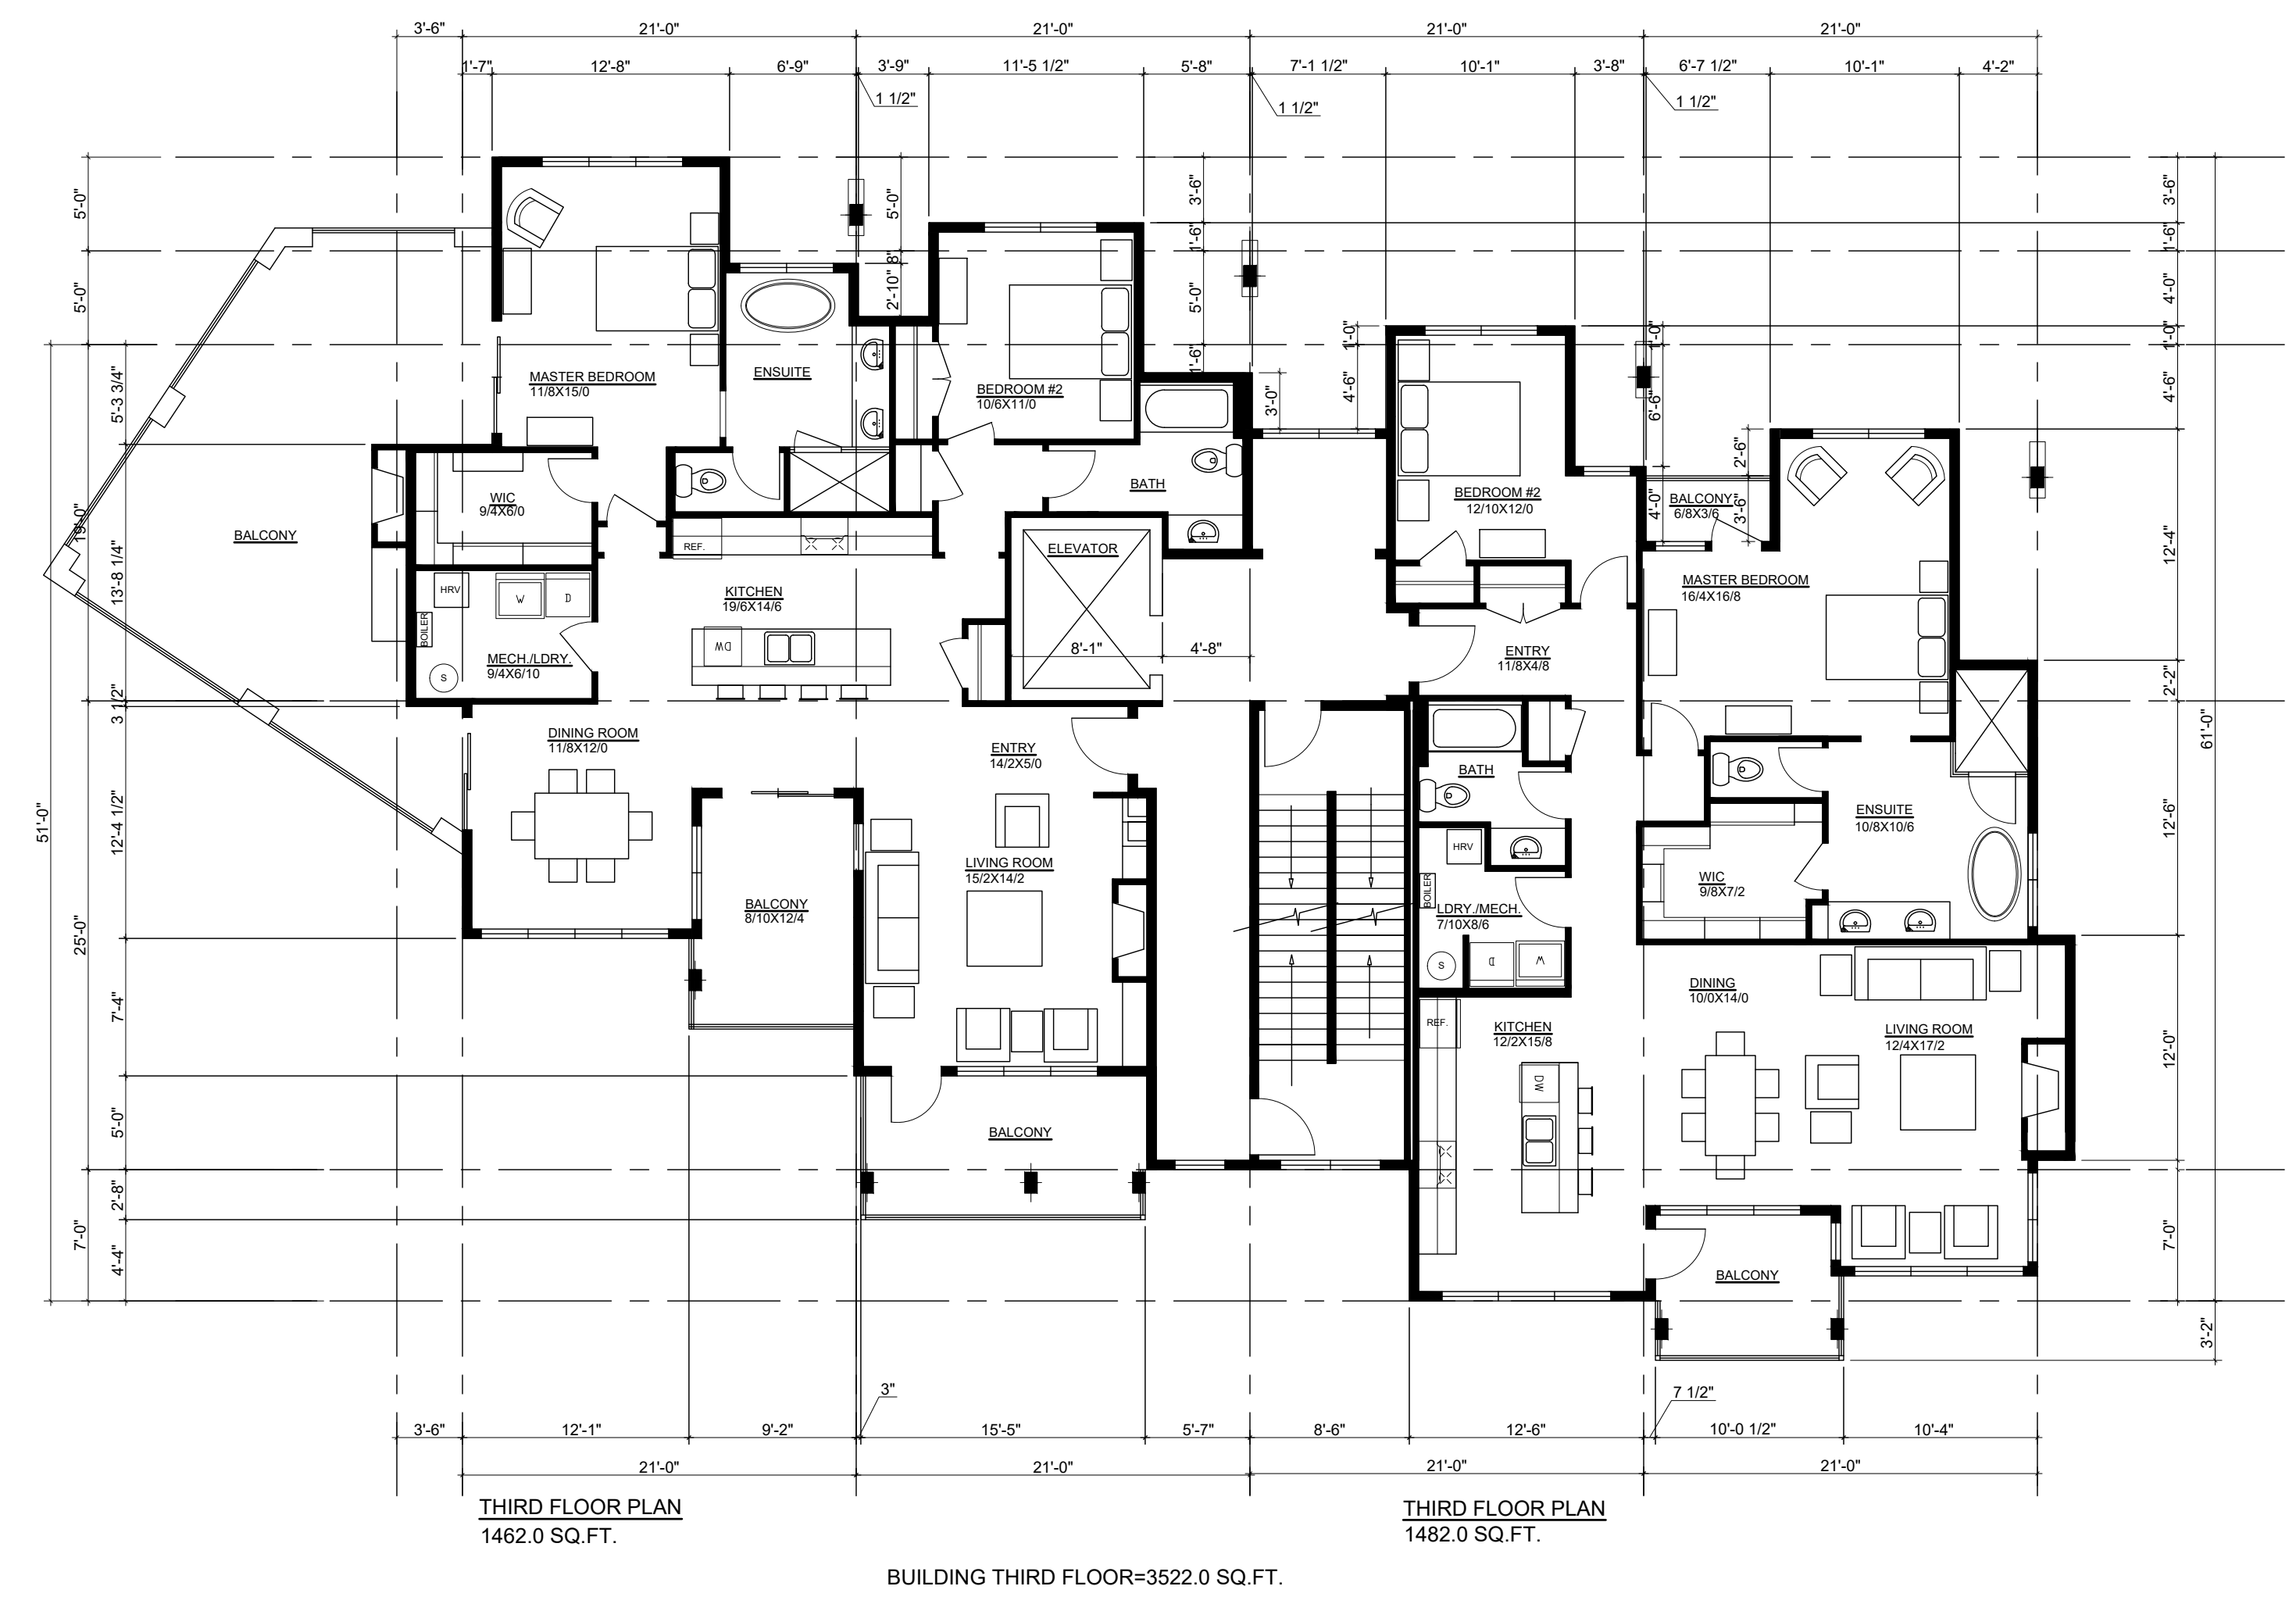 3'-6"
21'-0"
21'-0"
21'-0"
21'-0"
1'-7"
12'-8"
6'-9"
3'-9"
11'-5 1/2"
5'-8"
7'-1 1/2"
10'-1"
3'-8"
6'-7 1/2"
10'-1"
4'-2"
1 1/2"
1 1/2"
1 1/2"
5'-0"
5'-0"
3'-6"
3'-6"
1'-6"
1'-6"
8"
2'-10"
5'-0"
5'-0"
4'-0"
1'-0"
1'-0"
1'-0"
5'-3 3/4"
1'-6"
3'-0"
4'-6"
6'-6"
4'-6"
MASTER BEDROOM
11/8X15/0
ENSUITE
BEDROOM #2
10/6X11/0
2'-6"
WIC
9/4X6/0
BATH
BEDROOM #2
12/10X12/0
BALCONY
6/8X3/6
4'-0"
3'-6"
19'-0"
BALCONY
REF.
ELEVATOR
12'-4"
13'-8 1/4"
HRV
W
D
KITCHEN
19/6X14/6
MASTER BEDROOM
16/4X16/8
BOILER
DW
8'-1"
4'-8"
ENTRY
11/8X4/8
MECH./LDRY.
9/4X6/10
S
2'-2"
3 1/2"
61'-0"
DINING ROOM
11/8X12/0
ENTRY
14/2X5/0
BATH
51'-0"
12'-4 1/2"
ENSUITE
10/8X10/6
12'-6"
HRV
LIVING ROOM
15/2X14/2
WIC
9/8X7/2
BOILER
BALCONY
8/10X12/4
LDRY./MECH.
7/10X8/6
25'-0"
S
D
W
DINING
10/0X14/0
7'-4"
REF.
KITCHEN
12/2X15/8
LIVING ROOM
12/4X17/2
12'-0"
DW
5'-0"
BALCONY
2'-8"
7'-0"
7'-0"
4'-4"
BALCONY
3'-2"
3"
7 1/2"
3'-6"
12'-1"
9'-2"
15'-5"
5'-7"
8'-6"
12'-6"
10'-0 1/2"
10'-4"
21'-0"
21'-0"
21'-0"
21'-0"
THIRD FLOOR PLAN
1462.0 SQ.FT.
THIRD FLOOR PLAN
1482.0 SQ.FT.
BUILDING THIRD FLOOR=3522.0 SQ.FT.